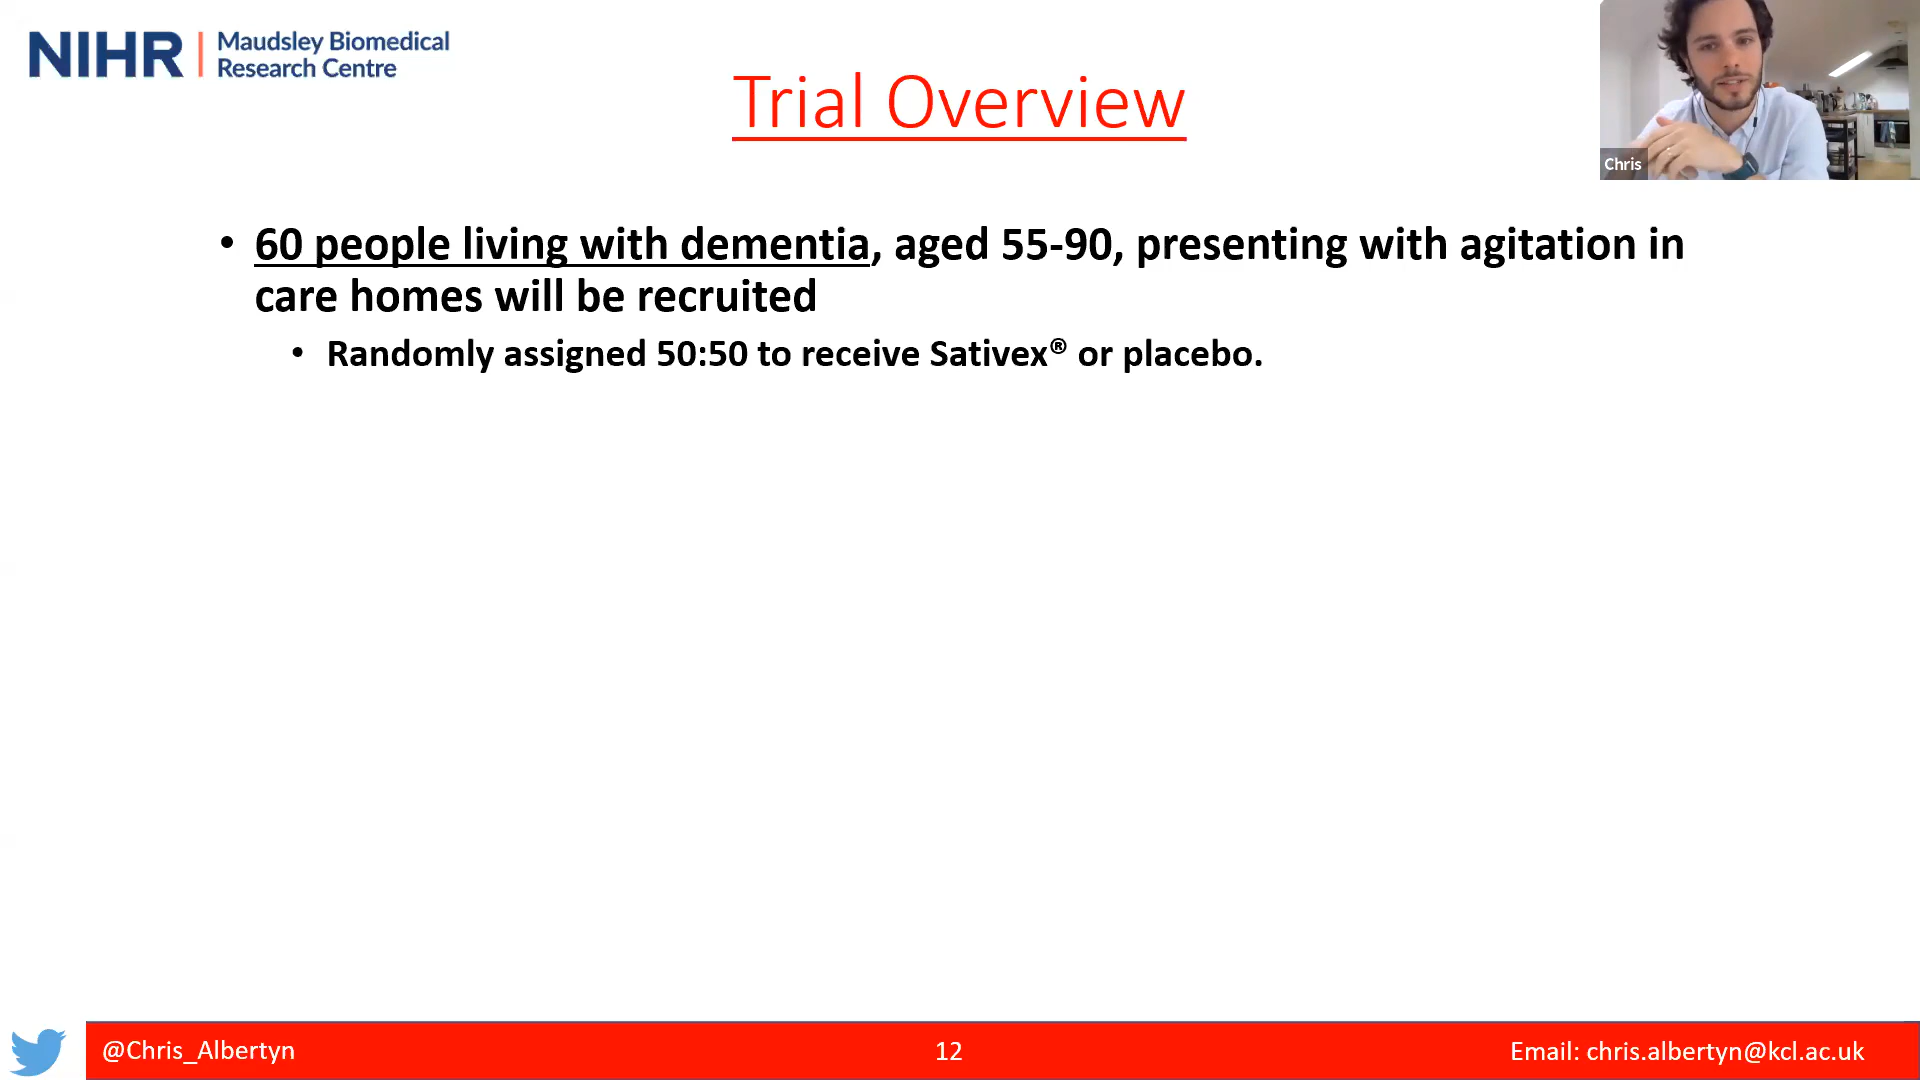 NIHR | Maudsley Biomedical
Research Centre
Trial Overview
Chris
• 60 people living with dementia, aged 55-90, presenting with agitation in
care homes will be recruited
• Randomly assigned 50:50 to receive Sativex® or placebo.
@Chris_Albertyn
12
Email: chris.albertyn@kcl.ac.uk